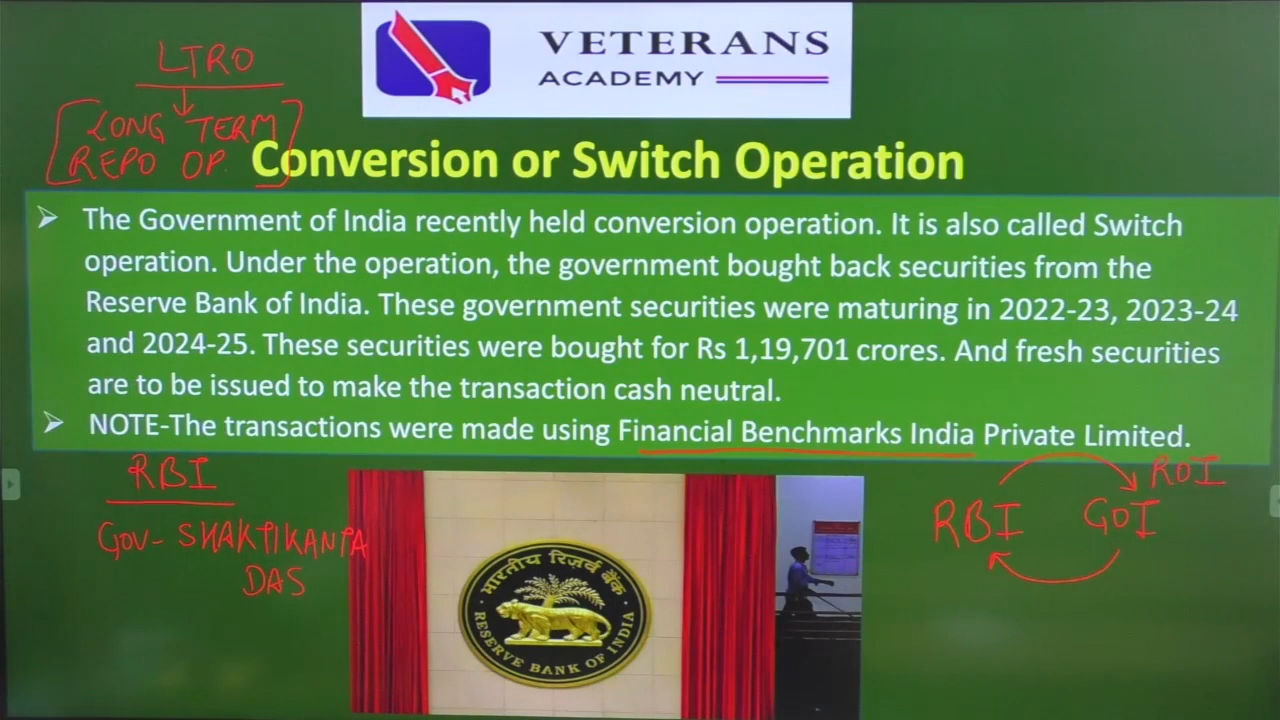 VETERANS
ACADEMY
LTRO
LONG TERM
REPO OP.
Conversion or Switch Operation
The Government of India recently held conversion operation. It is also called Switch
operation. Under the operation, the government bought back securities from the
Reserve Bank of India. These government securities were maturing in 2022-23, 2023-24
and 2024-25. These securities were bought for Rs 1,19,701 crores. And fresh securities
are to be issued to make the transaction cash neutral.
NOTE-The transactions were made using Financial Benchmarks India Private Limited.
RBI
GOV- SHAKTIKANTA
DAS
भारतीय रिज़र्व बैंक
RESERVE BANK OF INDIA
ROI
RBI GOI